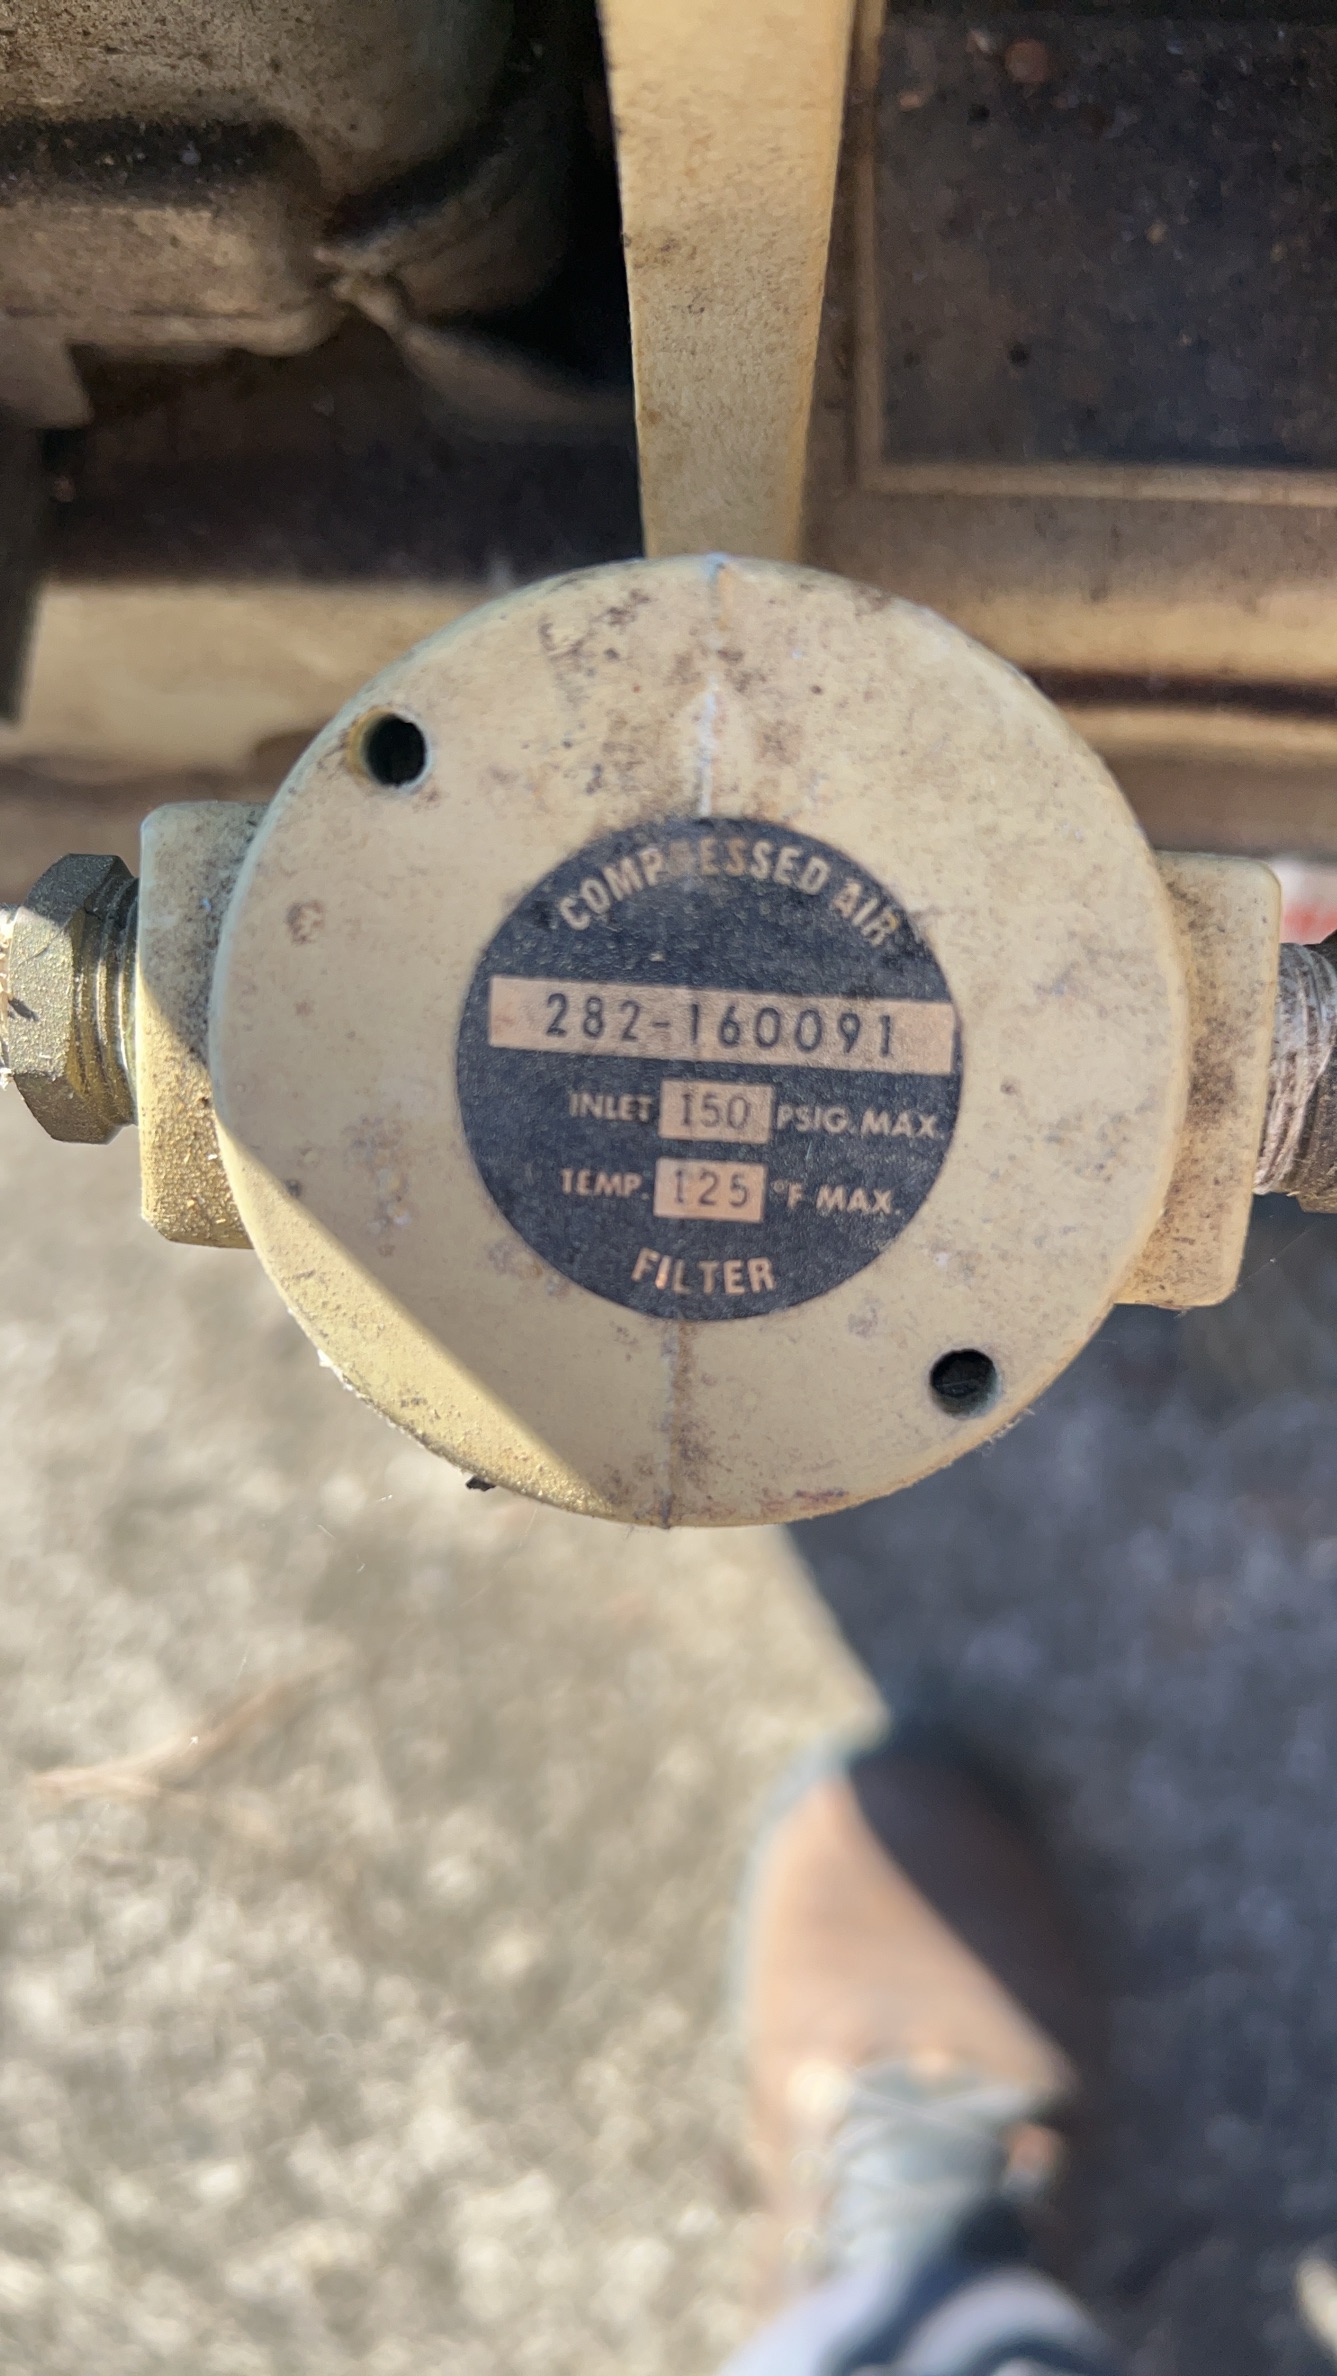 COMPRESSED AIR
282-160091
INLET 150 PSIG. MAX.
TEMP. 125 °F MAX.
FILTER